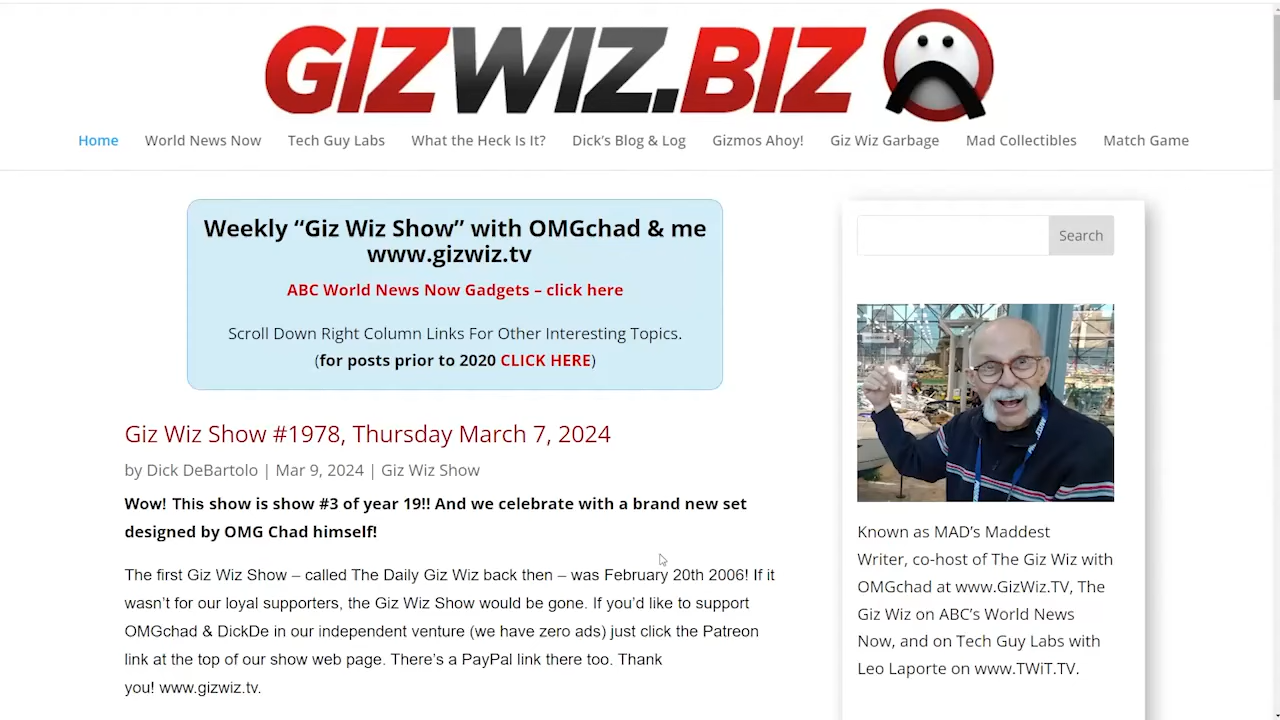 GIZWIZ.BIZ
Home
World News Now
Tech Guy Labs
What the Heck Is It?
Dick's Blog & Log
Gizmos Ahoy!
Giz Wiz Garbage
Mad Collectibles
Match Game
Weekly “Giz Wiz Show” with OMGchad & me
www.gizwiz.tv
ABC World News Now Gadgets – click here
Scroll Down Right Column Links For Other Interesting Topics.
(for posts prior to 2020 CLICK HERE)
Giz Wiz Show #1978, Thursday March 7, 2024
by Dick DeBartolo | Mar 9, 2024 | Giz Wiz Show
Wow! This show is show #3 of year 19!! And we celebrate with a brand new set
designed by OMG Chad himself!
The first Giz Wiz Show – called The Daily Giz Wiz back then – was February 20th 2006! If it
wasn’t for our loyal supporters, the Giz Wiz Show would be gone. If you’d like to support
OMGchad & DickDe in our independent venture (we have zero ads) just click the Patreon
link at the top of our show web page. There’s a PayPal link there too. Thank
you! www.gizwiz.tv.
Search
Known as MAD’s Maddest
Writer, co-host of The Giz Wiz with
OMGchad at www.GizWiz.TV, The
Giz Wiz on ABC’s World News
Now, and on Tech Guy Labs with
Leo Laporte on www.TWiT.TV.